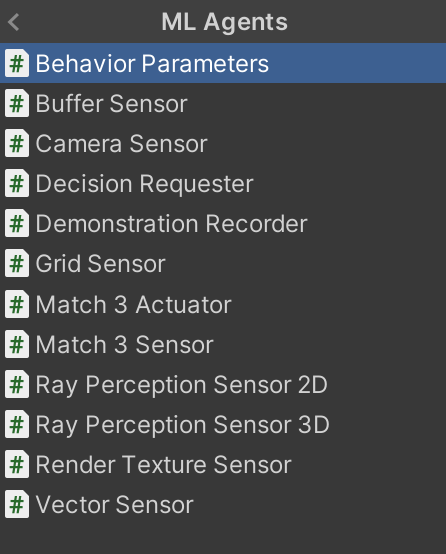 ML Agents
# Behavior Parameters
# Buffer Sensor
# Camera Sensor
# Decision Requester
# Demonstration Recorder
# Grid Sensor
# Match 3 Actuator
# Match 3 Sensor
# Ray Perception Sensor 2D
# Ray Perception Sensor 3D
# Render Texture Sensor
# Vector Sensor